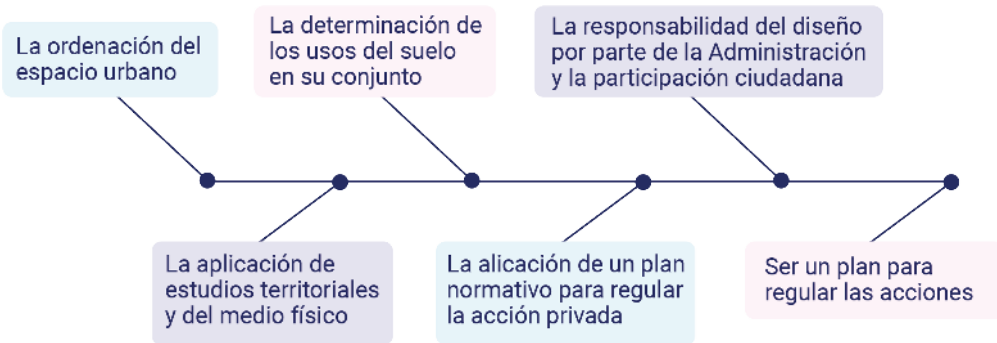 La ordenación del
espacio urbano
La determinación de
los usos del suelo
en su conjunto
La responsabilidad del diseño
por parte de la Administración
y la participación ciudadana
La aplicación de
estudios territoriales
y del medio físico
La alicación de un plan
normativo para regular
la acción privada
Ser un plan para
regular las acciones